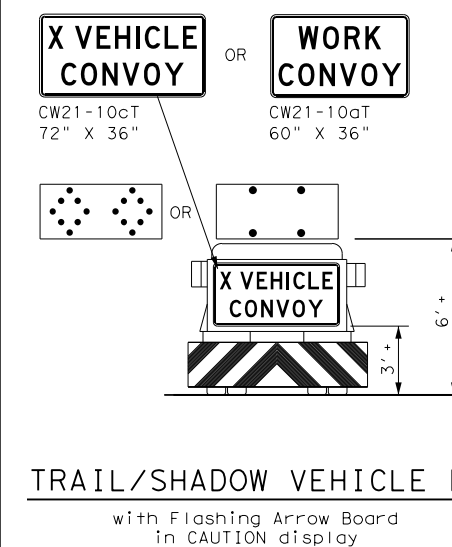 X VEHICLE
CONVOY
OR
WORK
CONVOY
CW21-10cT
72" X 36"
CW21-10aT
60" X 36"
OR
X VEHICLE
CONVOY
3'+
6'+
TRAIL/SHADOW VEHICLE
with Flashing Arrow Board
in CAUTION display